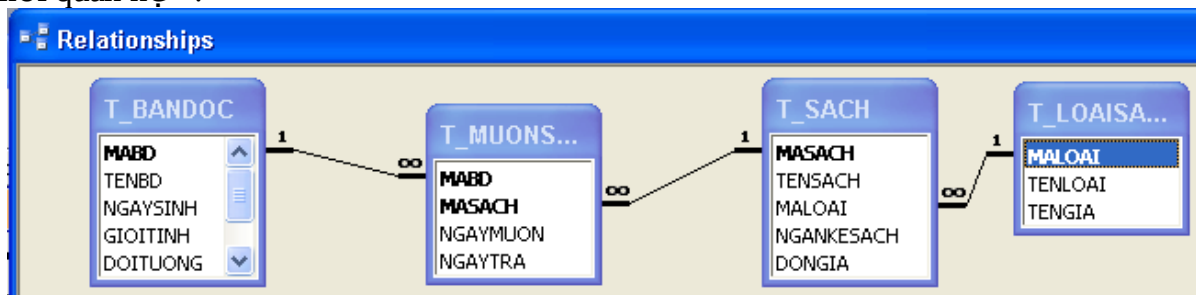 Relationships
T_BANDOC
MABD
TENBD
NGAYSINH
GIOITINH
DOITUONG
1
∞
T_MUONS...
MABD
MASACH
NGAYMUON
NGAYTRA
∞
1
T_SACH
MASACH
TENSACH
MALOAI
NGANKESACH
DONGIA
∞
1
T_LOAISA...
MALOAI
TENLOAI
TENGIA